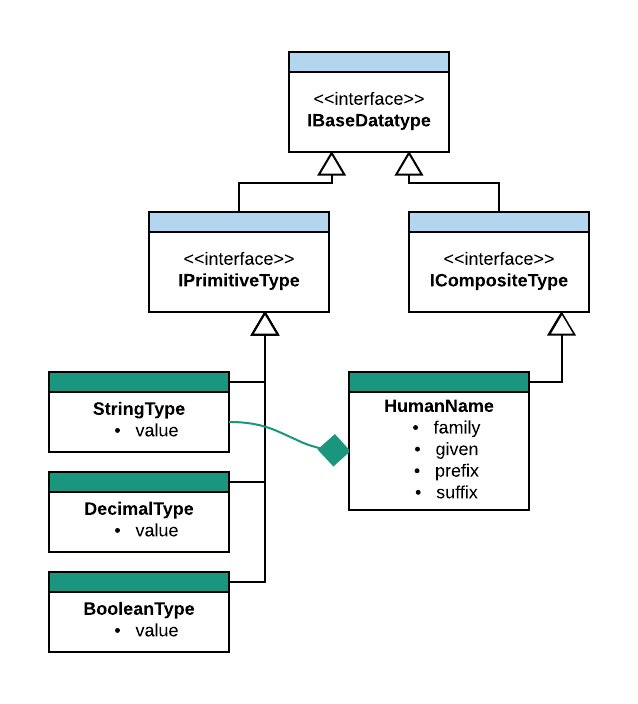 <<interface>>
IBaseDatatype
<<interface>>
IPrimitiveType
<<interface>>
ICompositeType
StringType
• value
HumanName
• family
• given
• prefix
• suffix
DecimalType
• value
BooleanType
• value